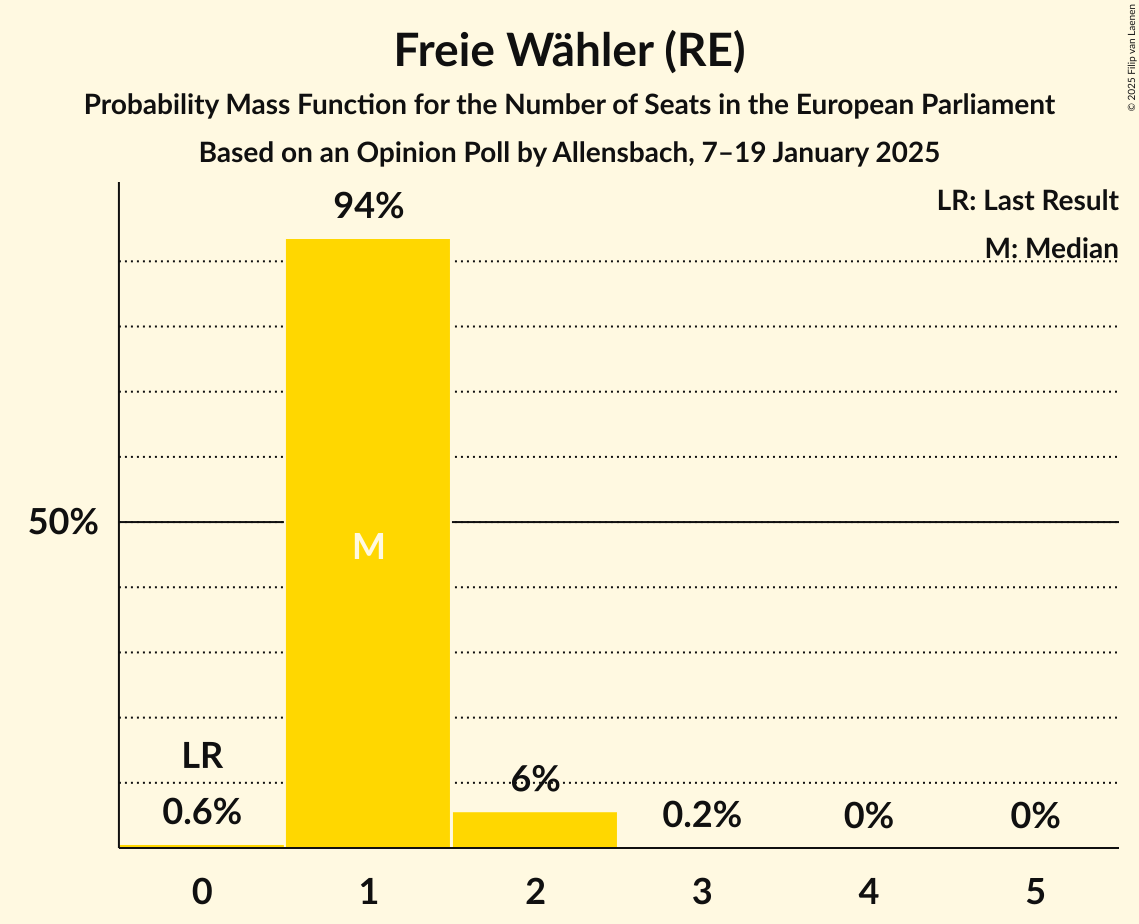 Freie Wähler (RE)
Probability Mass Function for the Number of Seats in the European Parliament
Based on an Opinion Poll by Allensbach, 7–19 January 2025
© 2025 Filip van Laenen
LR: Last Result
M: Median
94%
50%
M
LR
0.6%
6%
0.2%
0%
0%
0
1
2
3
4
5